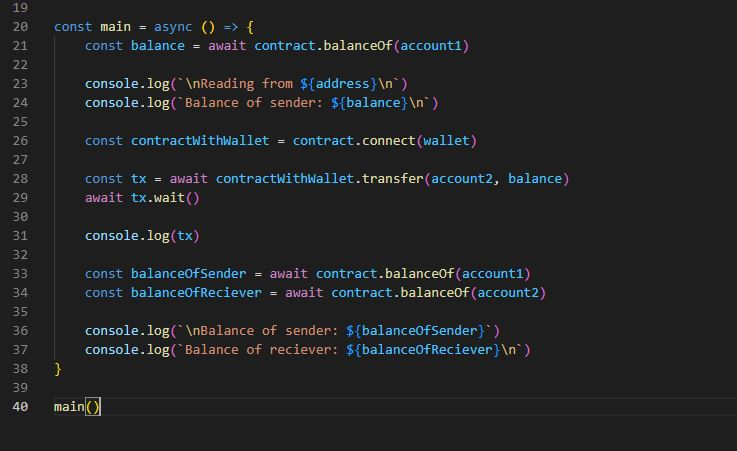 19
20 const main = async () => {
21 const balance = await contract.balanceOf(account1)
22
23 console.log(`\nReading from ${address}\n`)
24 console.log(`Balance of sender: ${balance}\n`)
25
26 const contractWithWallet = contract.connect(wallet)
27
28 const tx = await contractWithWallet.transfer(account2, balance)
29 await tx.wait()
30
31 console.log(tx)
32
33 const balanceOfSender = await contract.balanceOf(account1)
34 const balanceOfReciever = await contract.balanceOf(account2)
35
36 console.log(`\nBalance of sender: ${balanceOfSender}`)
37 console.log(`Balance of reciever: ${balanceOfReciever}\n`)
38 }
39
40 main()